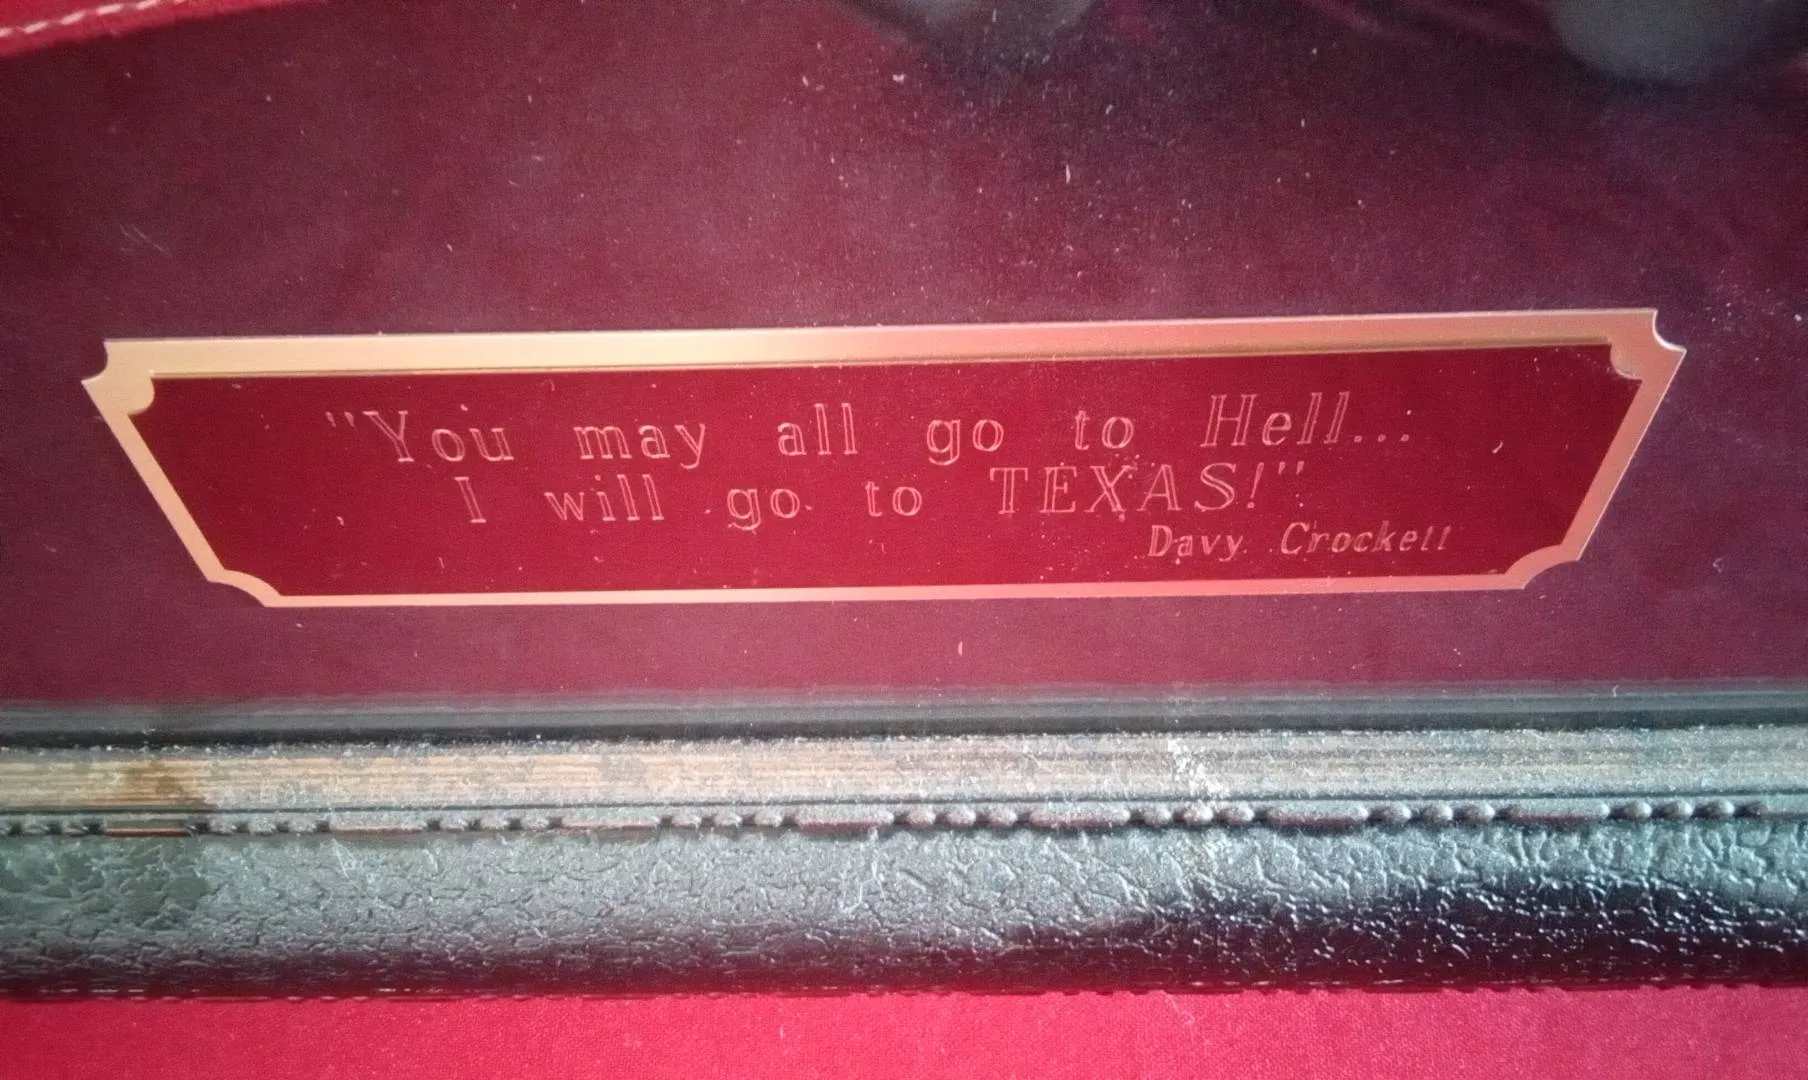 "You may all go to Hell...
I will go to TEXAS!"
Davy Crockett